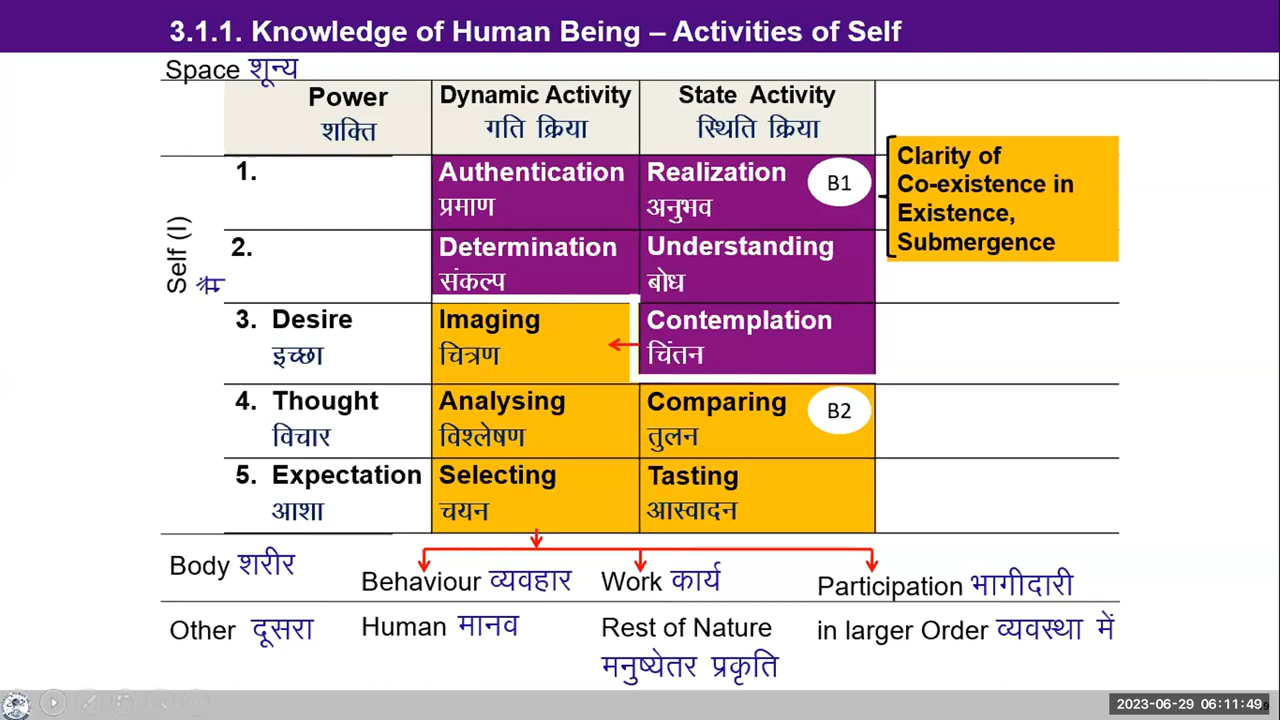 3.1.1. Knowledge of Human Being – Activities of Self
Space शून्य
Power Dynamic Activity State Activity
शक्ति गति क्रिया स्थिति क्रिया
1. Authentication Realization B1
प्रमाण अनुभव
Clarity of
Co-existence in
Existence,
Submergence
Self (I)
मैं
2. Determination Understanding
संकल्प बोध
3. Desire Imaging Contemplation
इच्छा चित्रण चिंतन
4. Thought Analysing Comparing B2
विचार विश्लेषण तुलन
5. Expectation Selecting Tasting
आशा चयन आस्वादन
Body शरीर
Behaviour व्यवहार Work कार्य Participation भागीदारी
Other दूसरा Human मानव Rest of Nature in larger Order व्यवस्था में
मनुष्येतर प्रकृति
2023-06-29 06:11:49